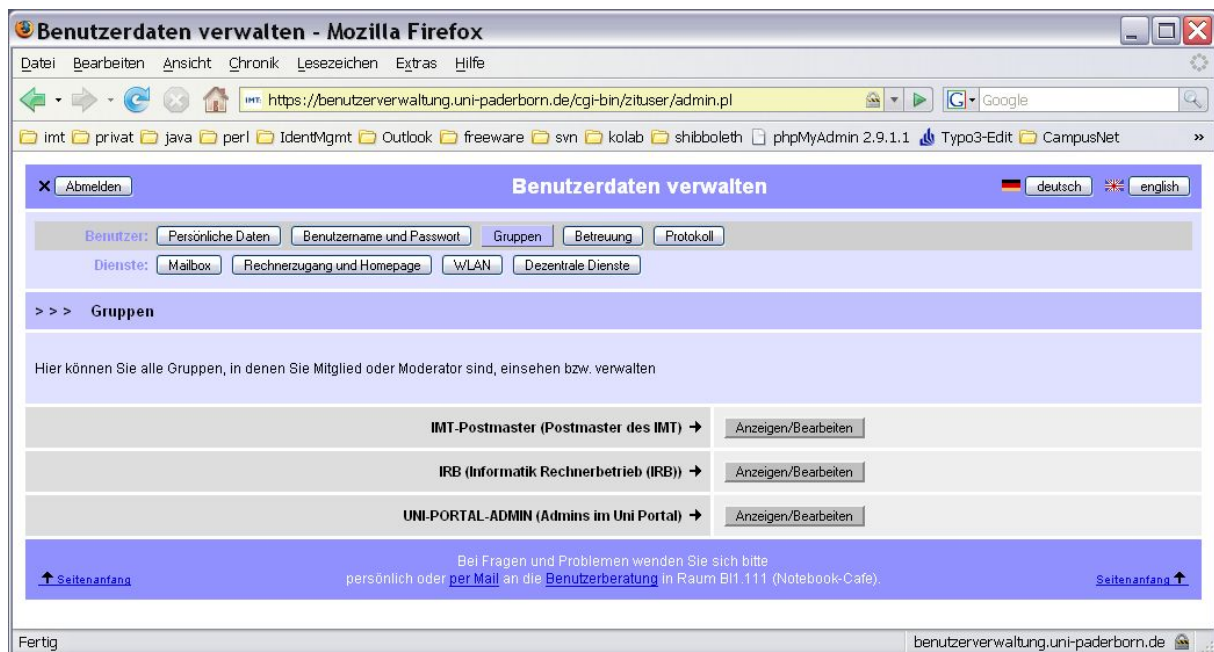 Benutzerdaten verwalten - Mozilla Firefox
Datei Bearbeiten Ansicht Chronik Lesezeichen Extras Hilfe
IMT: https://benutzerverwaltung.uni-paderborn.de/cgi-bin/zituser/admin.pl G Google
imt privat java perl IdentMgmt Outlook freeware svn kolab shibboleth phpMyAdmin 2.9.1.1 Typo3-Edit CampusNet »
Abmelden Benutzerdaten verwalten deutsch english
Benutzer: Persönliche Daten Benutzername und Passwort Gruppen Betreuung Protokoll
Dienste: Mailbox Rechnerzugang und Homepage WLAN Dezentrale Dienste
> > > Gruppen
Hier können Sie alle Gruppen, in denen Sie Mitglied oder Moderator sind, einsehen bzw. verwalten
IMT-Postmaster (Postmaster des IMT) → Anzeigen/Bearbeiten
IRB (Informatik Rechnerbetrieb (IRB)) → Anzeigen/Bearbeiten
UNI-PORTAL-ADMIN (Admins im Uni Portal) → Anzeigen/Bearbeiten
Bei Fragen und Problemen wenden Sie sich bitte
↑ Seitenanfang persönlich oder per Mail an die Benutzerberatung in Raum BI1.111 (Notebook-Cafe). Seitenanfang ↑
Fertig benutzerverwaltung.uni-paderborn.de